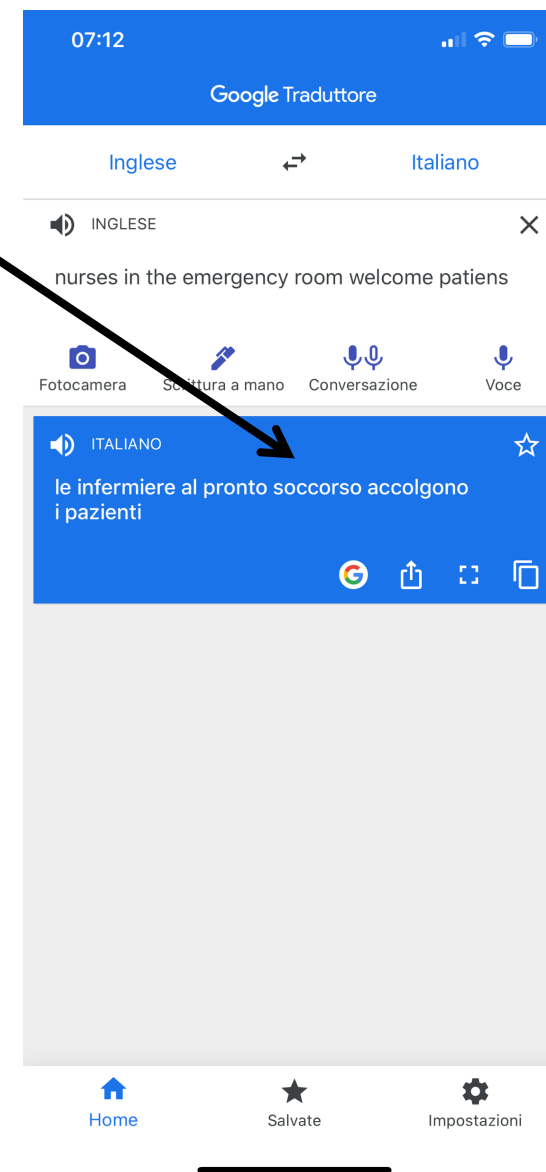 07:12
Google Traduttore
Inglese Italiano
INGLESE
nurses in the emergency room welcome patiens
Fotocamera Scrittura a mano Conversazione Voce
ITALIANO
le infermiere al pronto soccorso accolgono
i pazienti
G
Home Salvate Impostazioni